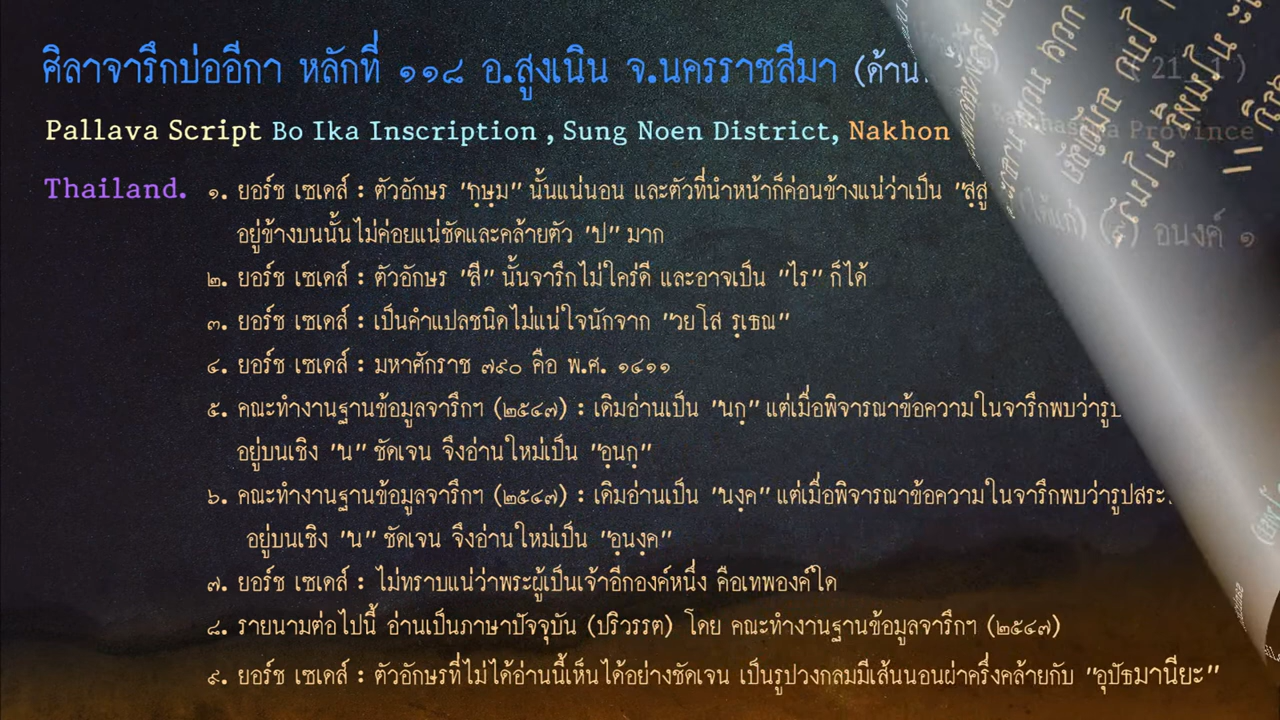 ศิลาจารึกบ่ออีกา หลักที่ ๑๑๘ อ.สูงเนิน จ.นครราชสีมา (ด้าน
Pallava Script Bo Ika Inscription , Sung Noen District, Nakhon
Province
Thailand.
๑. ยอร์ช เซเดส์ : ตัวอักษร "กฺษฺม" นั้นแน่นอน และตัวที่นำหน้าก็ค่อนข้างแน่ว่าเป็น "สฺสู
อยู่ข้างบนนั้นไม่ค่อยแน่ชัดและคล้ายตัว "ป" มาก
อนงค์ ๑
๒. ยอร์ช เซเดส์ : ตัวอักษร "สี" นั้นจารึกไม่ใคร่ดี และอาจเป็น "ไร" ก็ได้
๓. ยอร์ช เซเดส์ : เป็นคำแปลชนิดไม่แน่ใจนักจาก "วยโส รฺเธณ"
๔. ยอร์ช เซเดส์ : มหาศักราช ๗๙๐ คือ พ.ศ. ๑๔๑๑
๕. คณะทำงานฐานข้อมูลจารึกฯ (๒๕๔๗) : เดิมอ่านเป็น "นกฺ" แต่เมื่อพิจารณาข้อความในจารึกพบว่ารูป
อยู่บนเชิง "น" ชัดเจน จึงอ่านใหม่เป็น "อฺนกฺ"
๖. คณะทำงานฐานข้อมูลจารึกฯ (๒๕๔๗) : เดิมอ่านเป็น "นงฺค" แต่เมื่อพิจารณาข้อความในจารึกพบว่ารูปสระ
อยู่บนเชิง "น" ชัดเจน จึงอ่านใหม่เป็น "อฺนงฺค"
๗. ยอร์ช เซเดส์ : ไม่ทราบแน่ว่าพระผู้เป็นเจ้าอีกองค์หนึ่ง คือเทพองค์ใด
๘. รายนามต่อไปนี้ อ่านเป็นภาษาปัจจุบัน (ปริวรรต) โดย คณะทำงานฐานข้อมูลจารึกฯ (๒๕๔๗)
๙. ยอร์ช เซเดส์ : ตัวอักษรที่ไม่ได้อ่านนี้เห็นได้อย่างชัดเจน เป็นรูปวงกลมมีเส้นนอนผ่าครึ่งคล้ายกับ "อุปัธมานียะ"